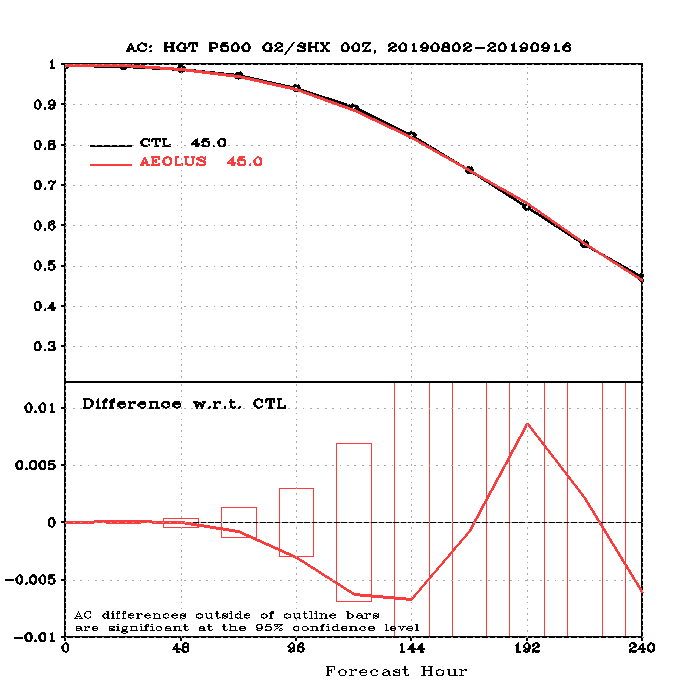 AC: HGT P500 G2/SHX 00Z, 20190802-20190916
1
0.9
0.8
0.7
0.6
0.5
0.4
0.3
CTL 45.0
AEOLUS 45.0
Difference w.r.t. CTL
0.01
0.005
0
-0.005
-0.01
AC differences outside of outline bars
are significant at the 95% confidence level
0 48 96 144 192 240
Forecast Hour